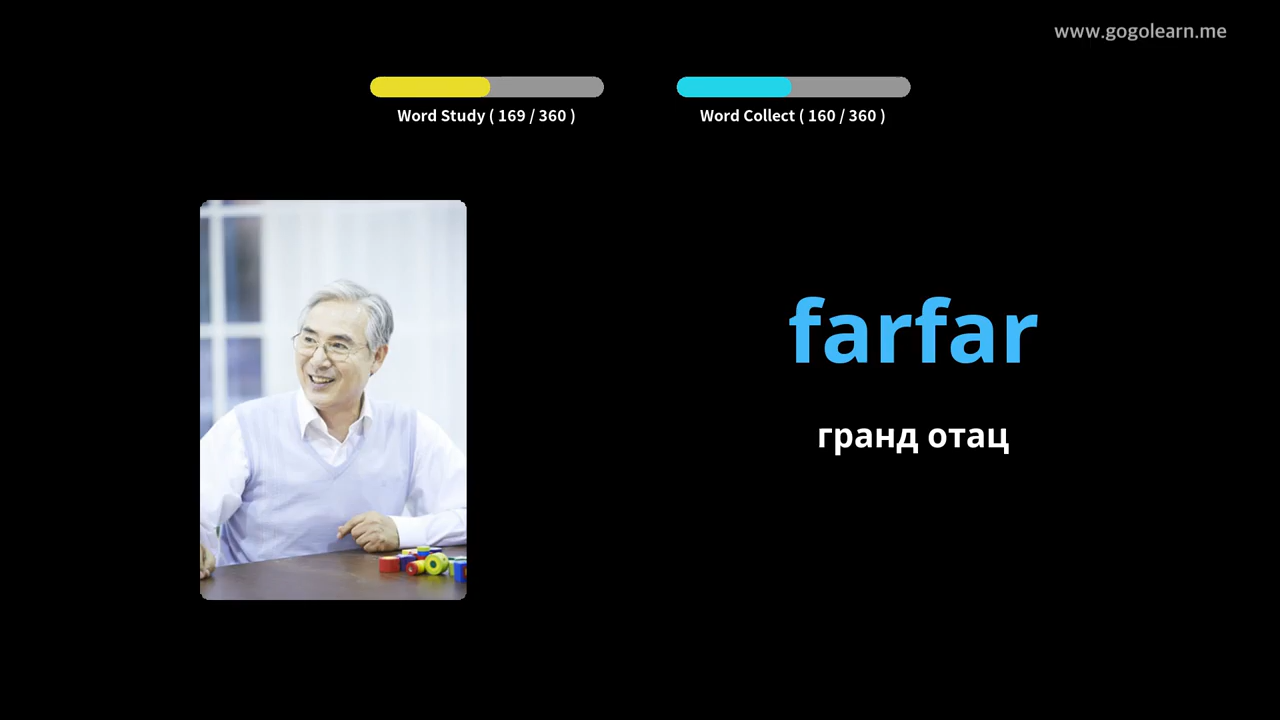 www.gogolearn.me
Word Study ( 169 / 360 )
Word Collect ( 160 / 360 )
farfar
гранд отац